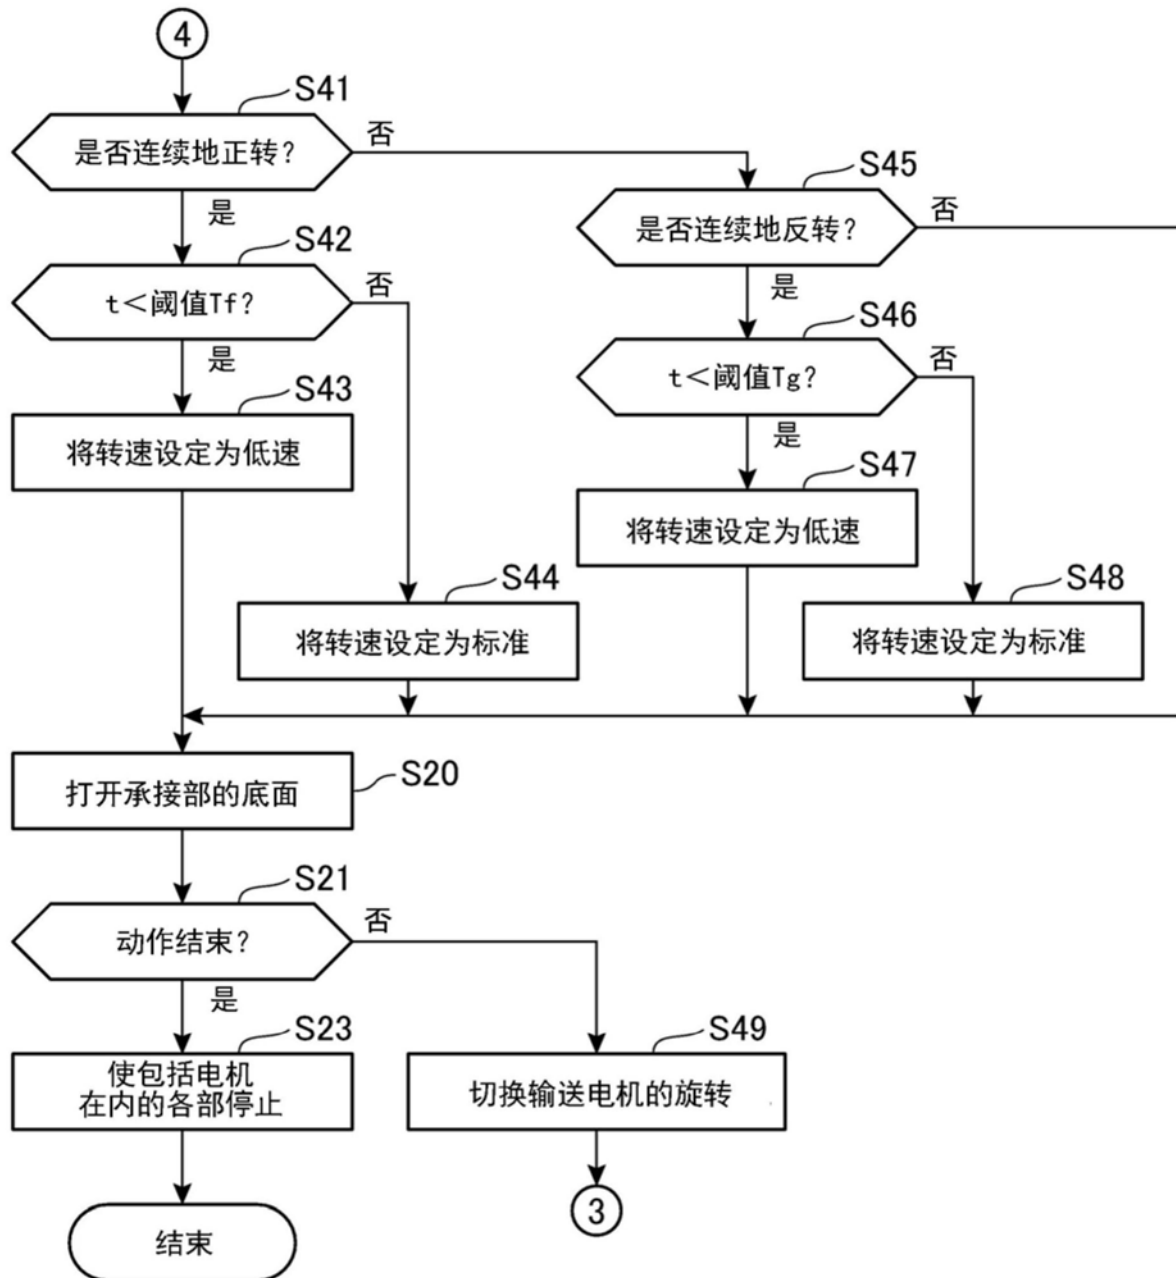 4
S41
是否连续地正转?
否
是
S45
是否连续地反转?
否
是
S42
t<阈值Tf?
否
是
S46
t<阈值Tg?
否
是
S43
将转速设定为低速
S47
将转速设定为低速
S44
将转速设定为标准
S48
将转速设定为标准
S20
打开承接部的底面
S21
动作结束?
否
是
S23
使包括电机
在内的各部停止
S49
切换输送电机的旋转
3
结束